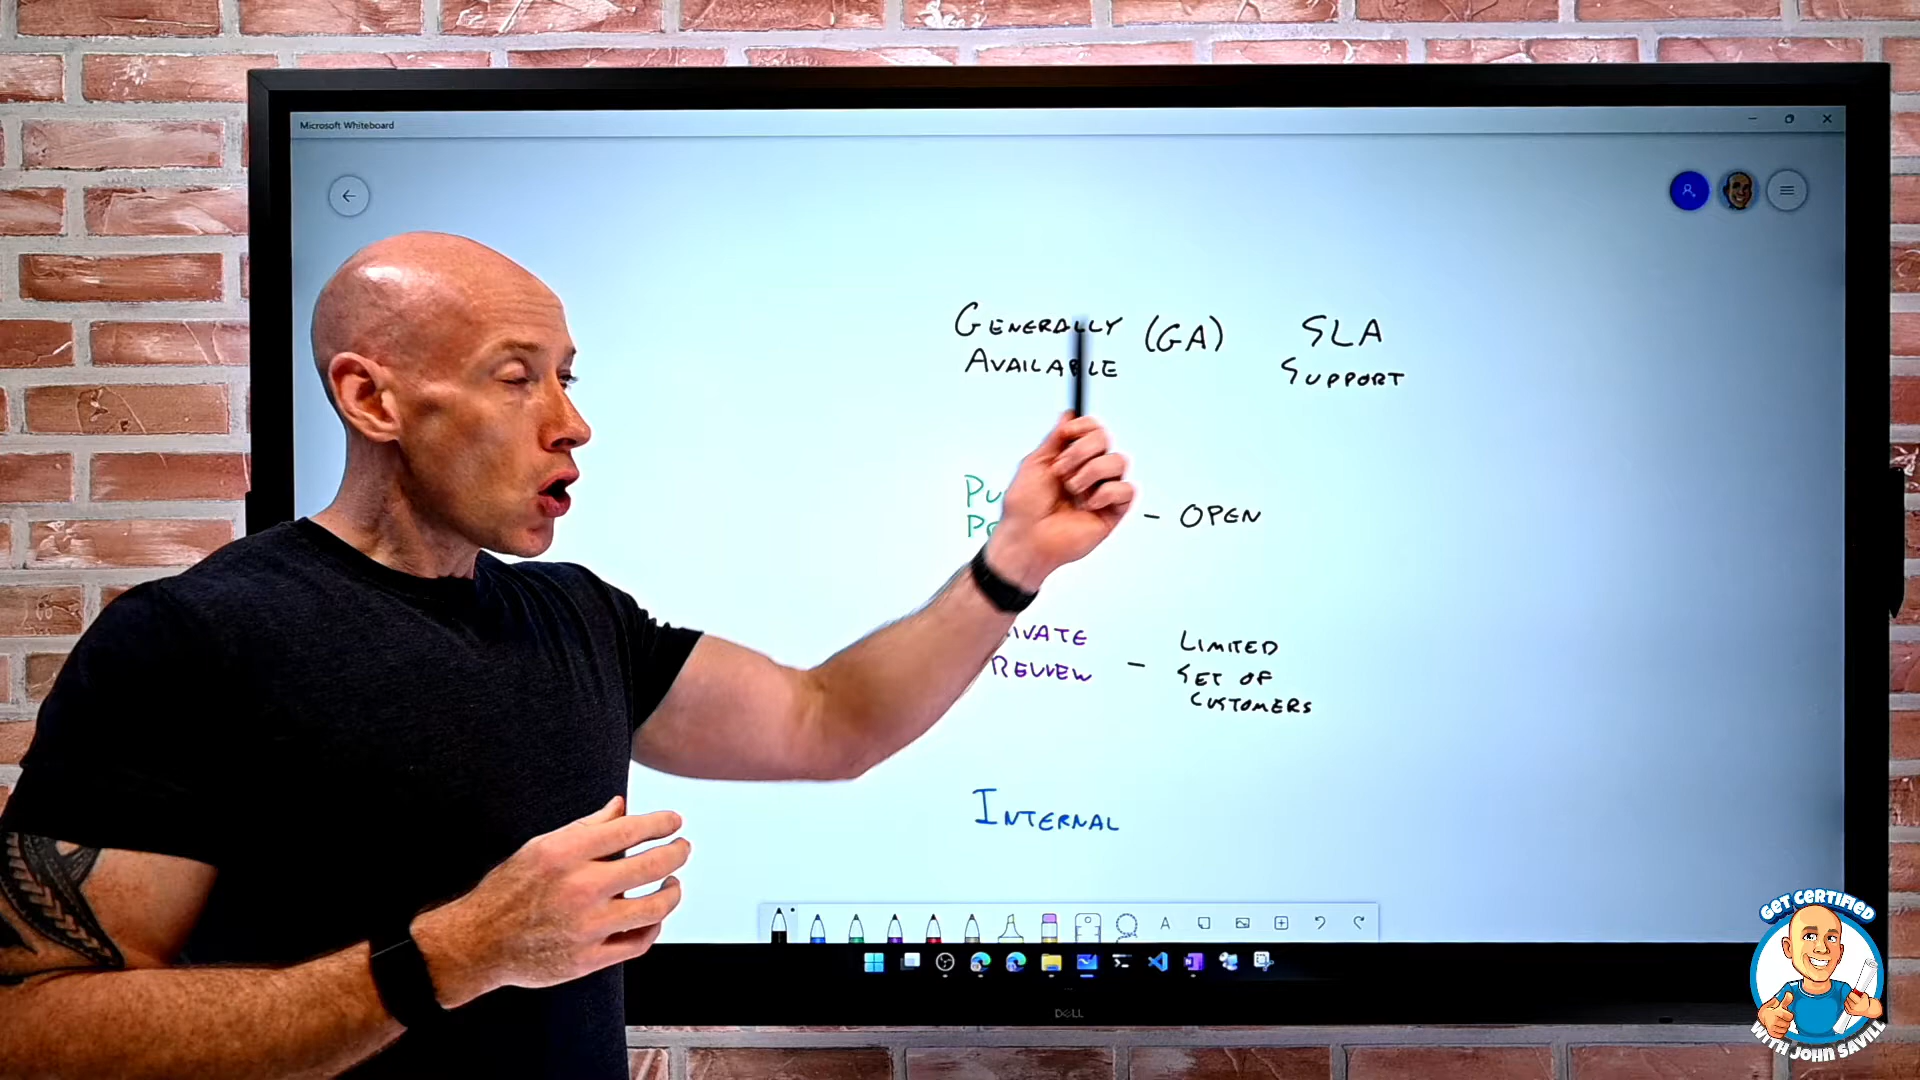 Microsoft Whiteboard
GENERALLY (GA) SLA
AVAILABLE SUPPORT
- OPEN
- LIMITED
SET OF
CUSTOMERS
INTERNAL
A
DELL
GET CERTIFIED
WITH JOHN SAVILL